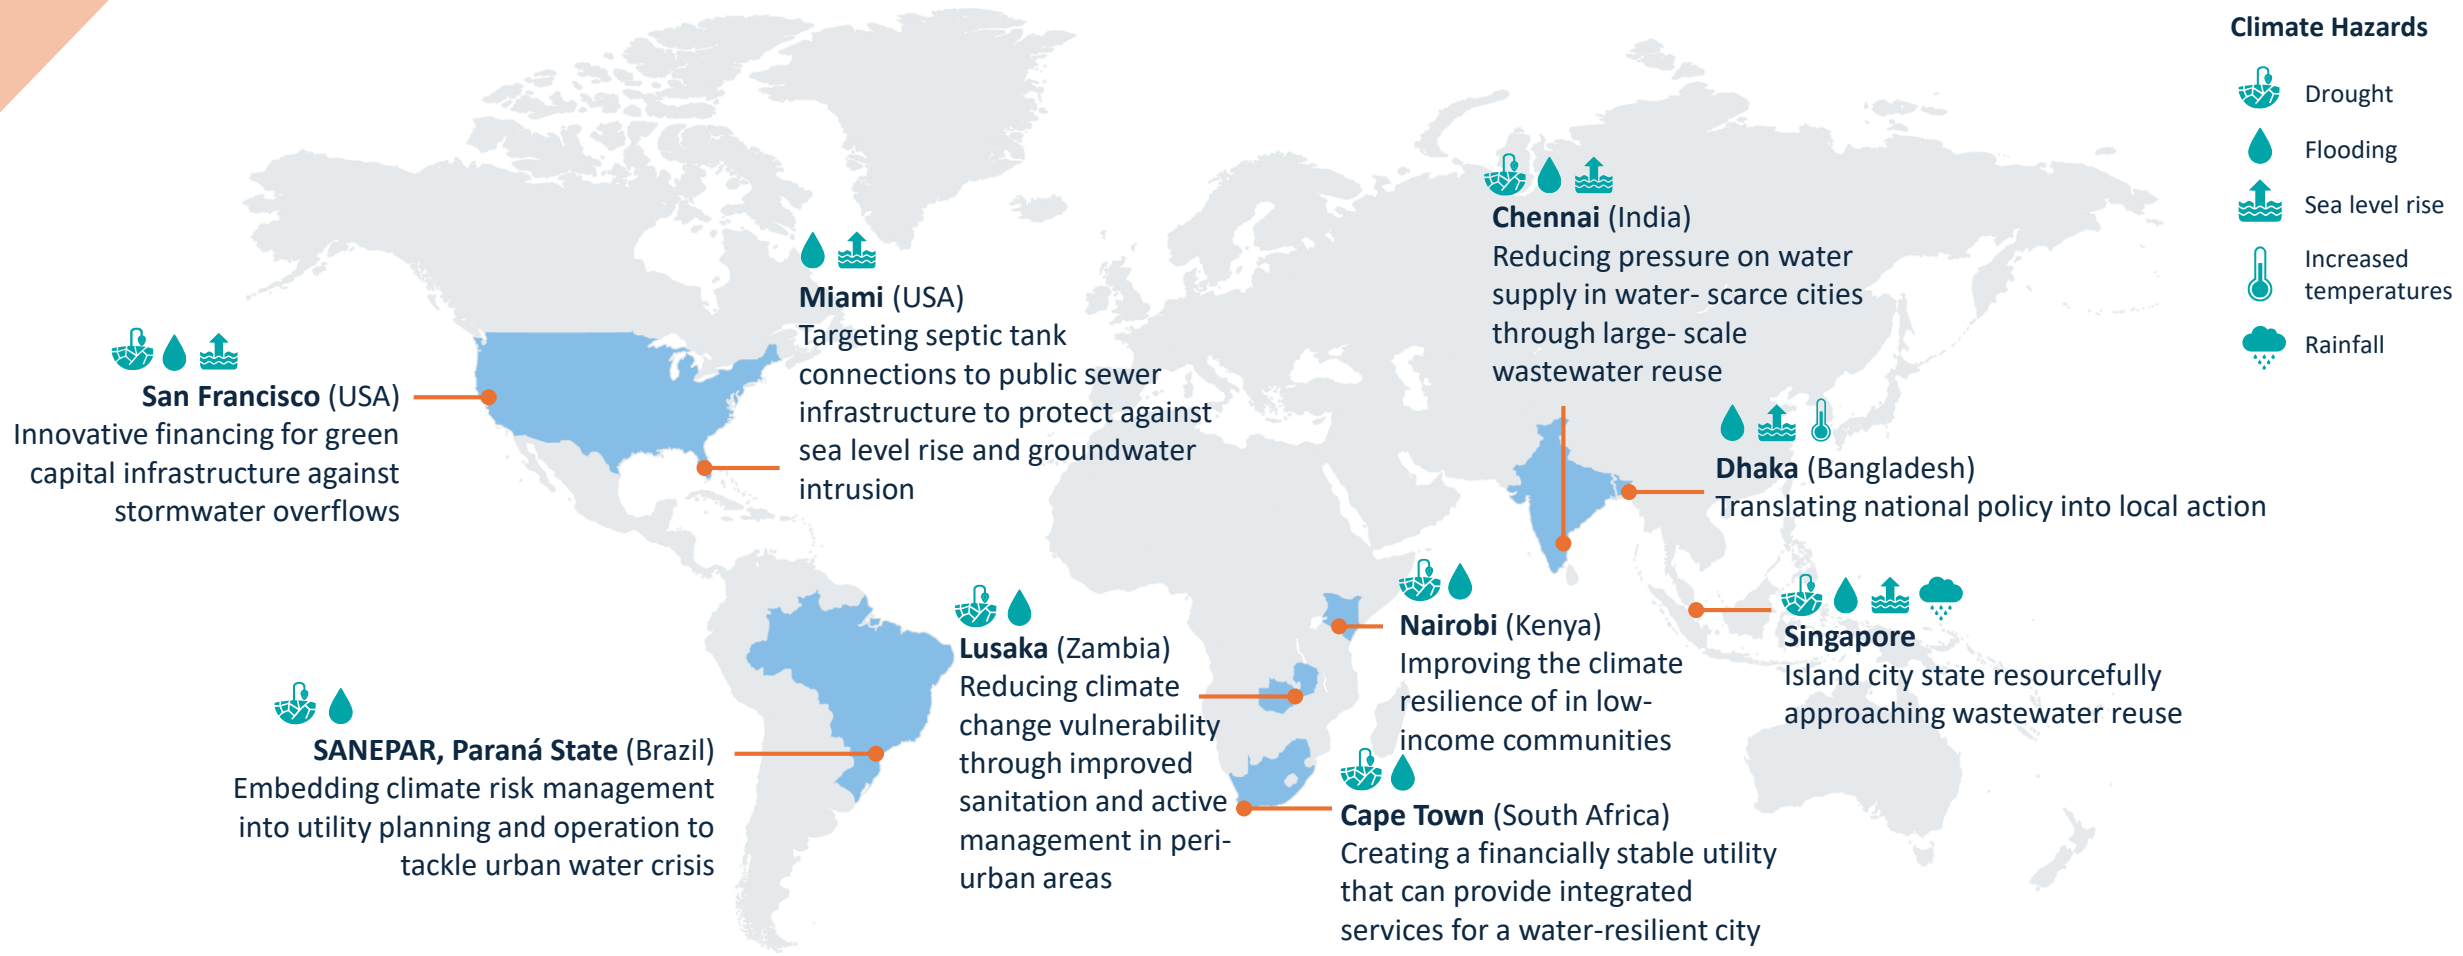 Climate Hazards
Drought
Flooding
Sea level rise
Increased
temperatures
Rainfall
San Francisco (USA)
Innovative financing for green
capital infrastructure against
stormwater overflows
Miami (USA)
Targeting septic tank
connections to public sewer
infrastructure to protect against
sea level rise and groundwater
intrusion
Chennai (India)
Reducing pressure on water
supply in water- scarce cities
through large- scale
wastewater reuse
Dhaka (Bangladesh)
Translating national policy into local action
SANEPAR, Paraná State (Brazil)
Embedding climate risk management
into utility planning and operation to
tackle urban water crisis
Lusaka (Zambia)
Reducing climate
change vulnerability
through improved
sanitation and active
management in peri-
urban areas
Nairobi (Kenya)
Improving the climate
resilience of in low-
income communities
Singapore
Island city state resourcefully
approaching wastewater reuse
Cape Town (South Africa)
Creating a financially stable utility
that can provide integrated
services for a water-resilient city